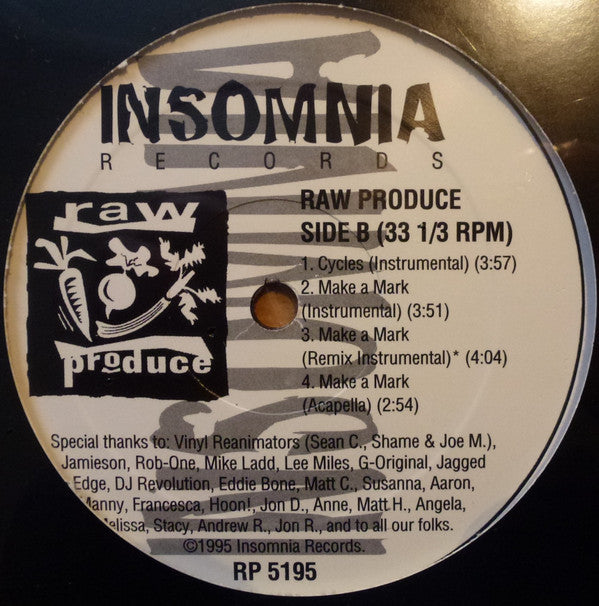 INSOMNIA
RECORDS
raw
produce
RAW PRODUCE
SIDE B (33 1/3 RPM)
1. Cycles (Instrumental) (3:57)
2. Make a Mark
(Instrumental) (3:51)
3. Make a Mark
(Remix Instrumental)* (4:04)
4. Make a Mark
(Acapella) (2:54)
Special thanks to: Vinyl Reanimators (Sean C., Shame & Joe M.),
Jamieson, Rob-One, Mike Ladd, Lee Miles, G-Original, Jagged
Edge, DJ Revolution, Eddie Bone, Matt C., Susanna, Aaron,
Manny, Francesca, Hoon!, Jon D., Anne, Matt H., Angela,
Melissa, Stacy, Andrew R., Jon R., and to all our folks.
©1995 Insomnia Records.
RP 5195
INSOMNIA